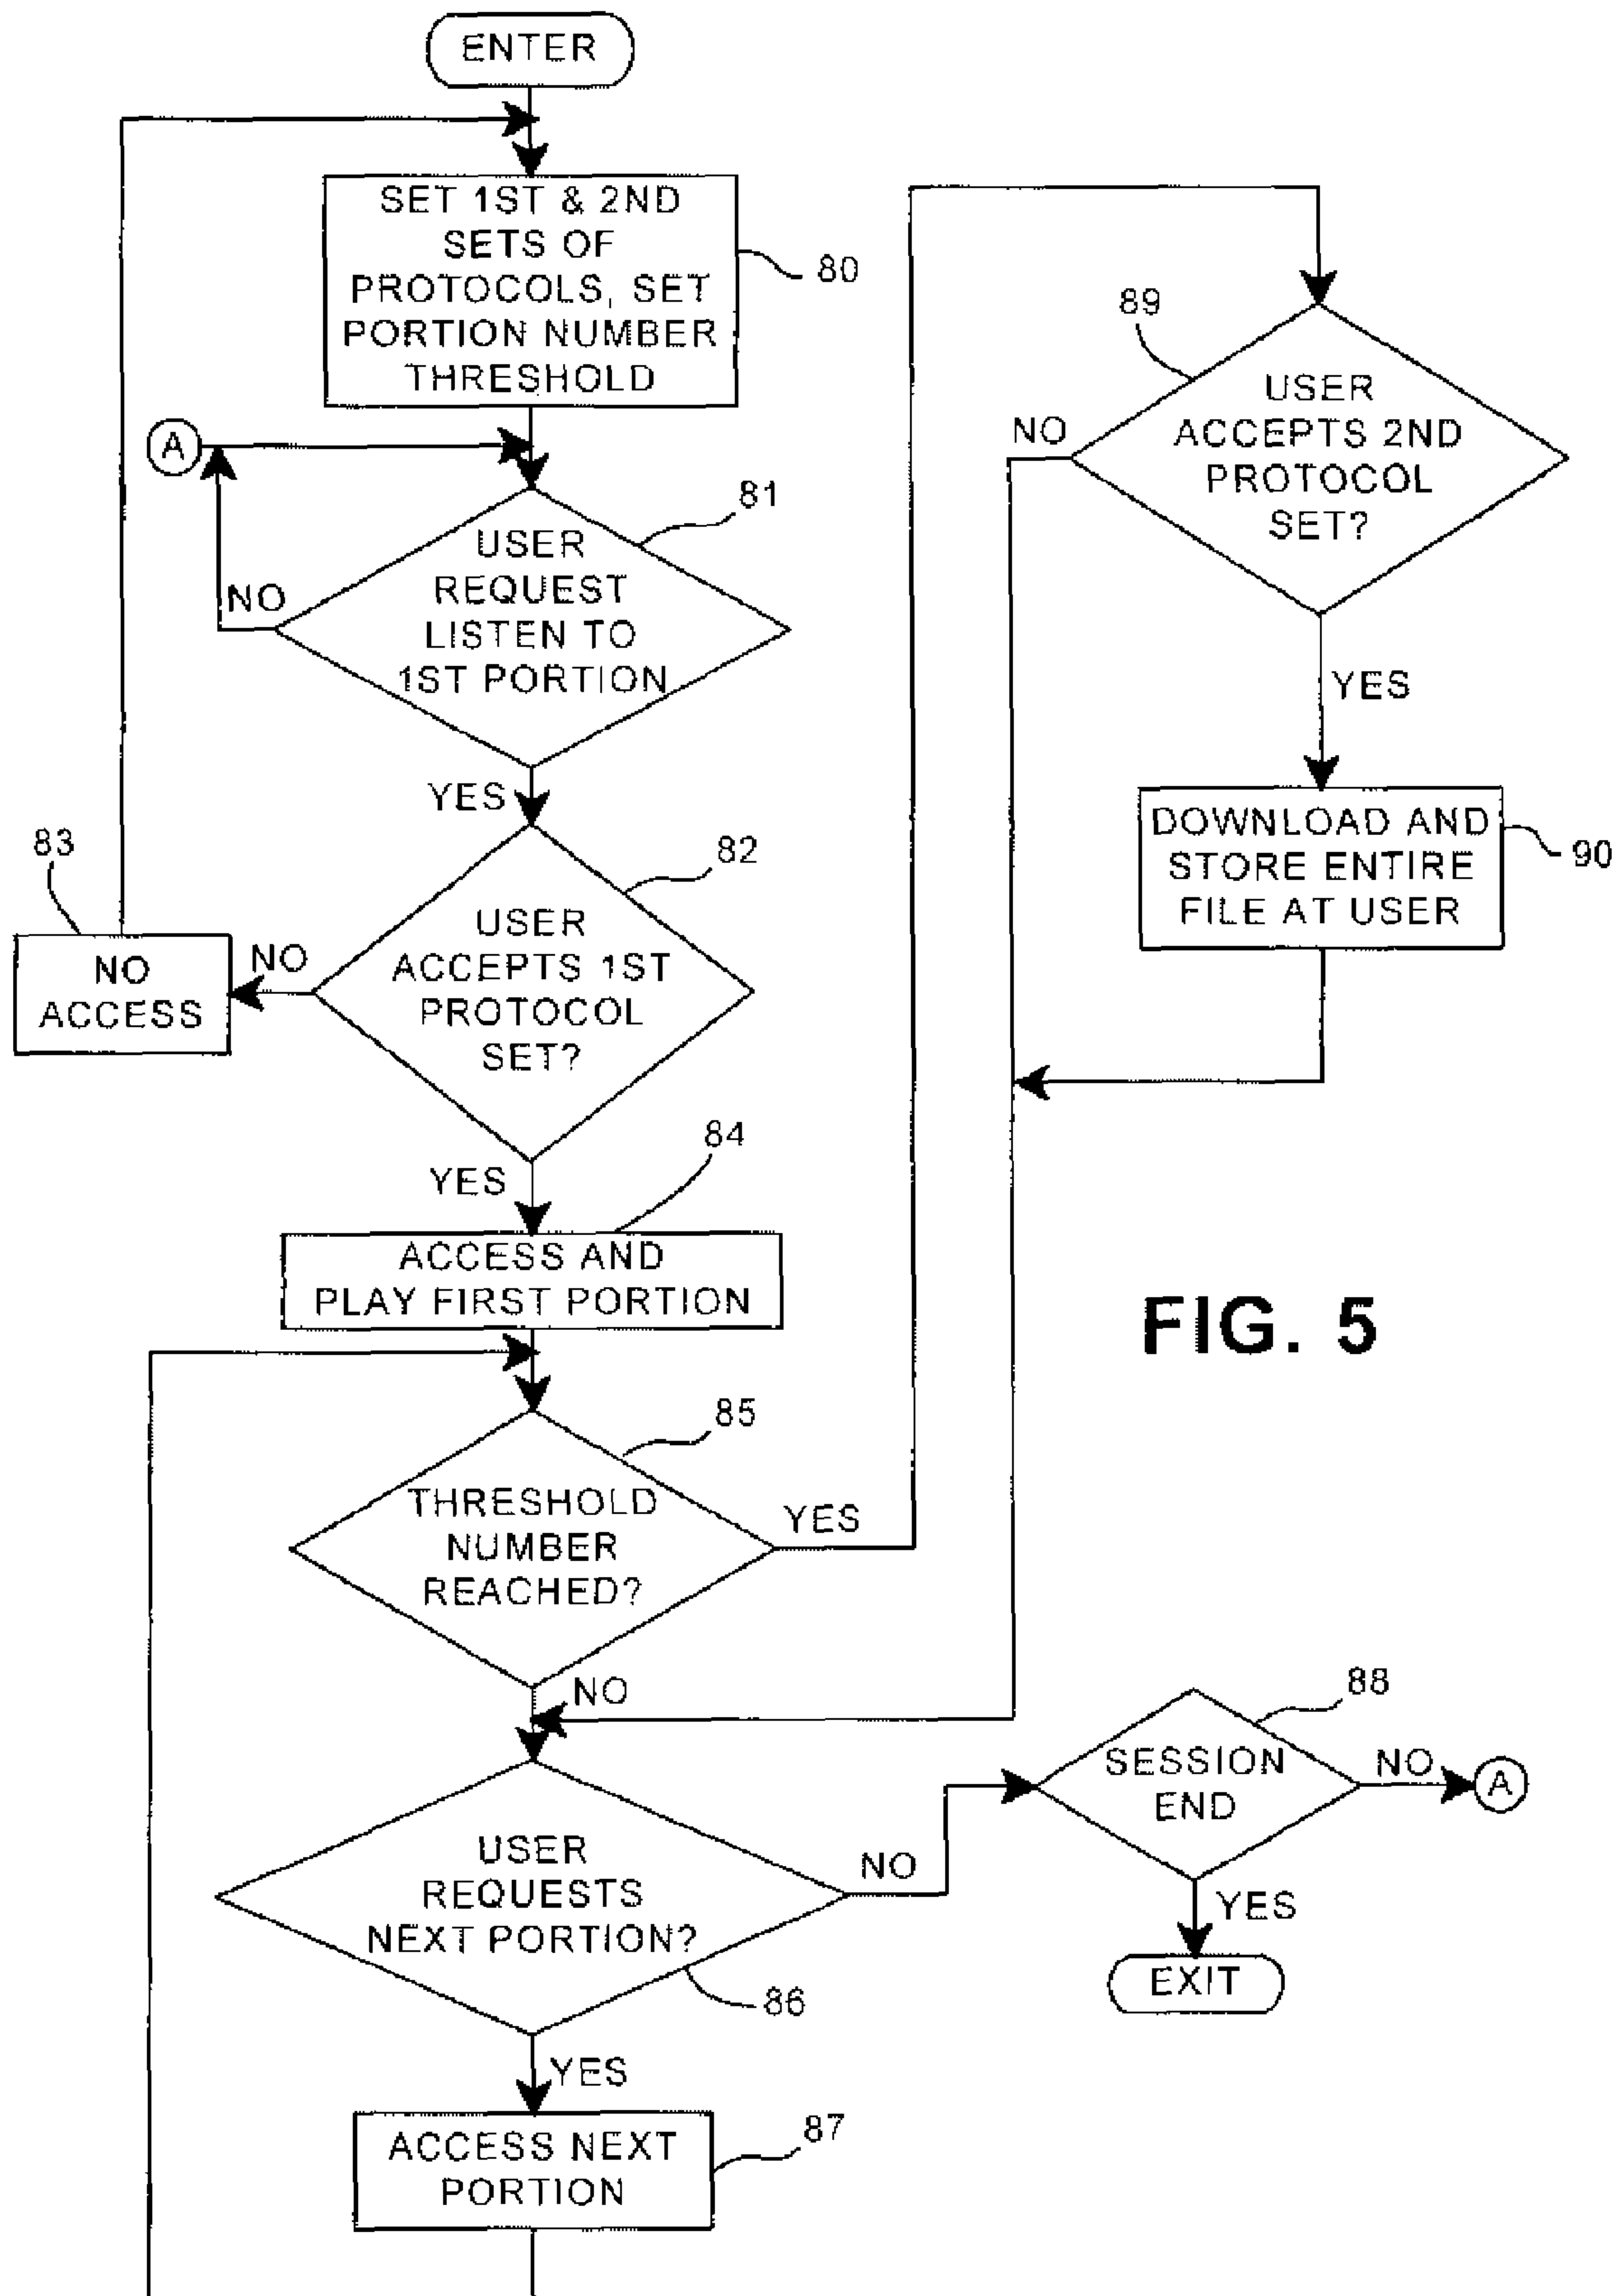 ENTER
SET 1ST & 2ND
SETS OF
PROTOCOLS, SET
PORTION NUMBER
THRESHOLD
80
A
81
USER
REQUEST
LISTEN TO
1ST PORTION
NO
YES
82
USER
ACCEPTS 1ST
PROTOCOL
SET?
NO
83
NO
ACCESS
YES
84
ACCESS AND
PLAY FIRST PORTION
85
THRESHOLD
NUMBER
REACHED?
YES
NO
USER
REQUESTS
NEXT PORTION?
86
NO
YES
ACCESS NEXT
PORTION
87
89
USER
ACCEPTS 2ND
PROTOCOL
SET?
NO
YES
DOWNLOAD AND
STORE ENTIRE
FILE AT USER
90
FIG. 5
88
SESSION
END
NO
A
YES
EXIT